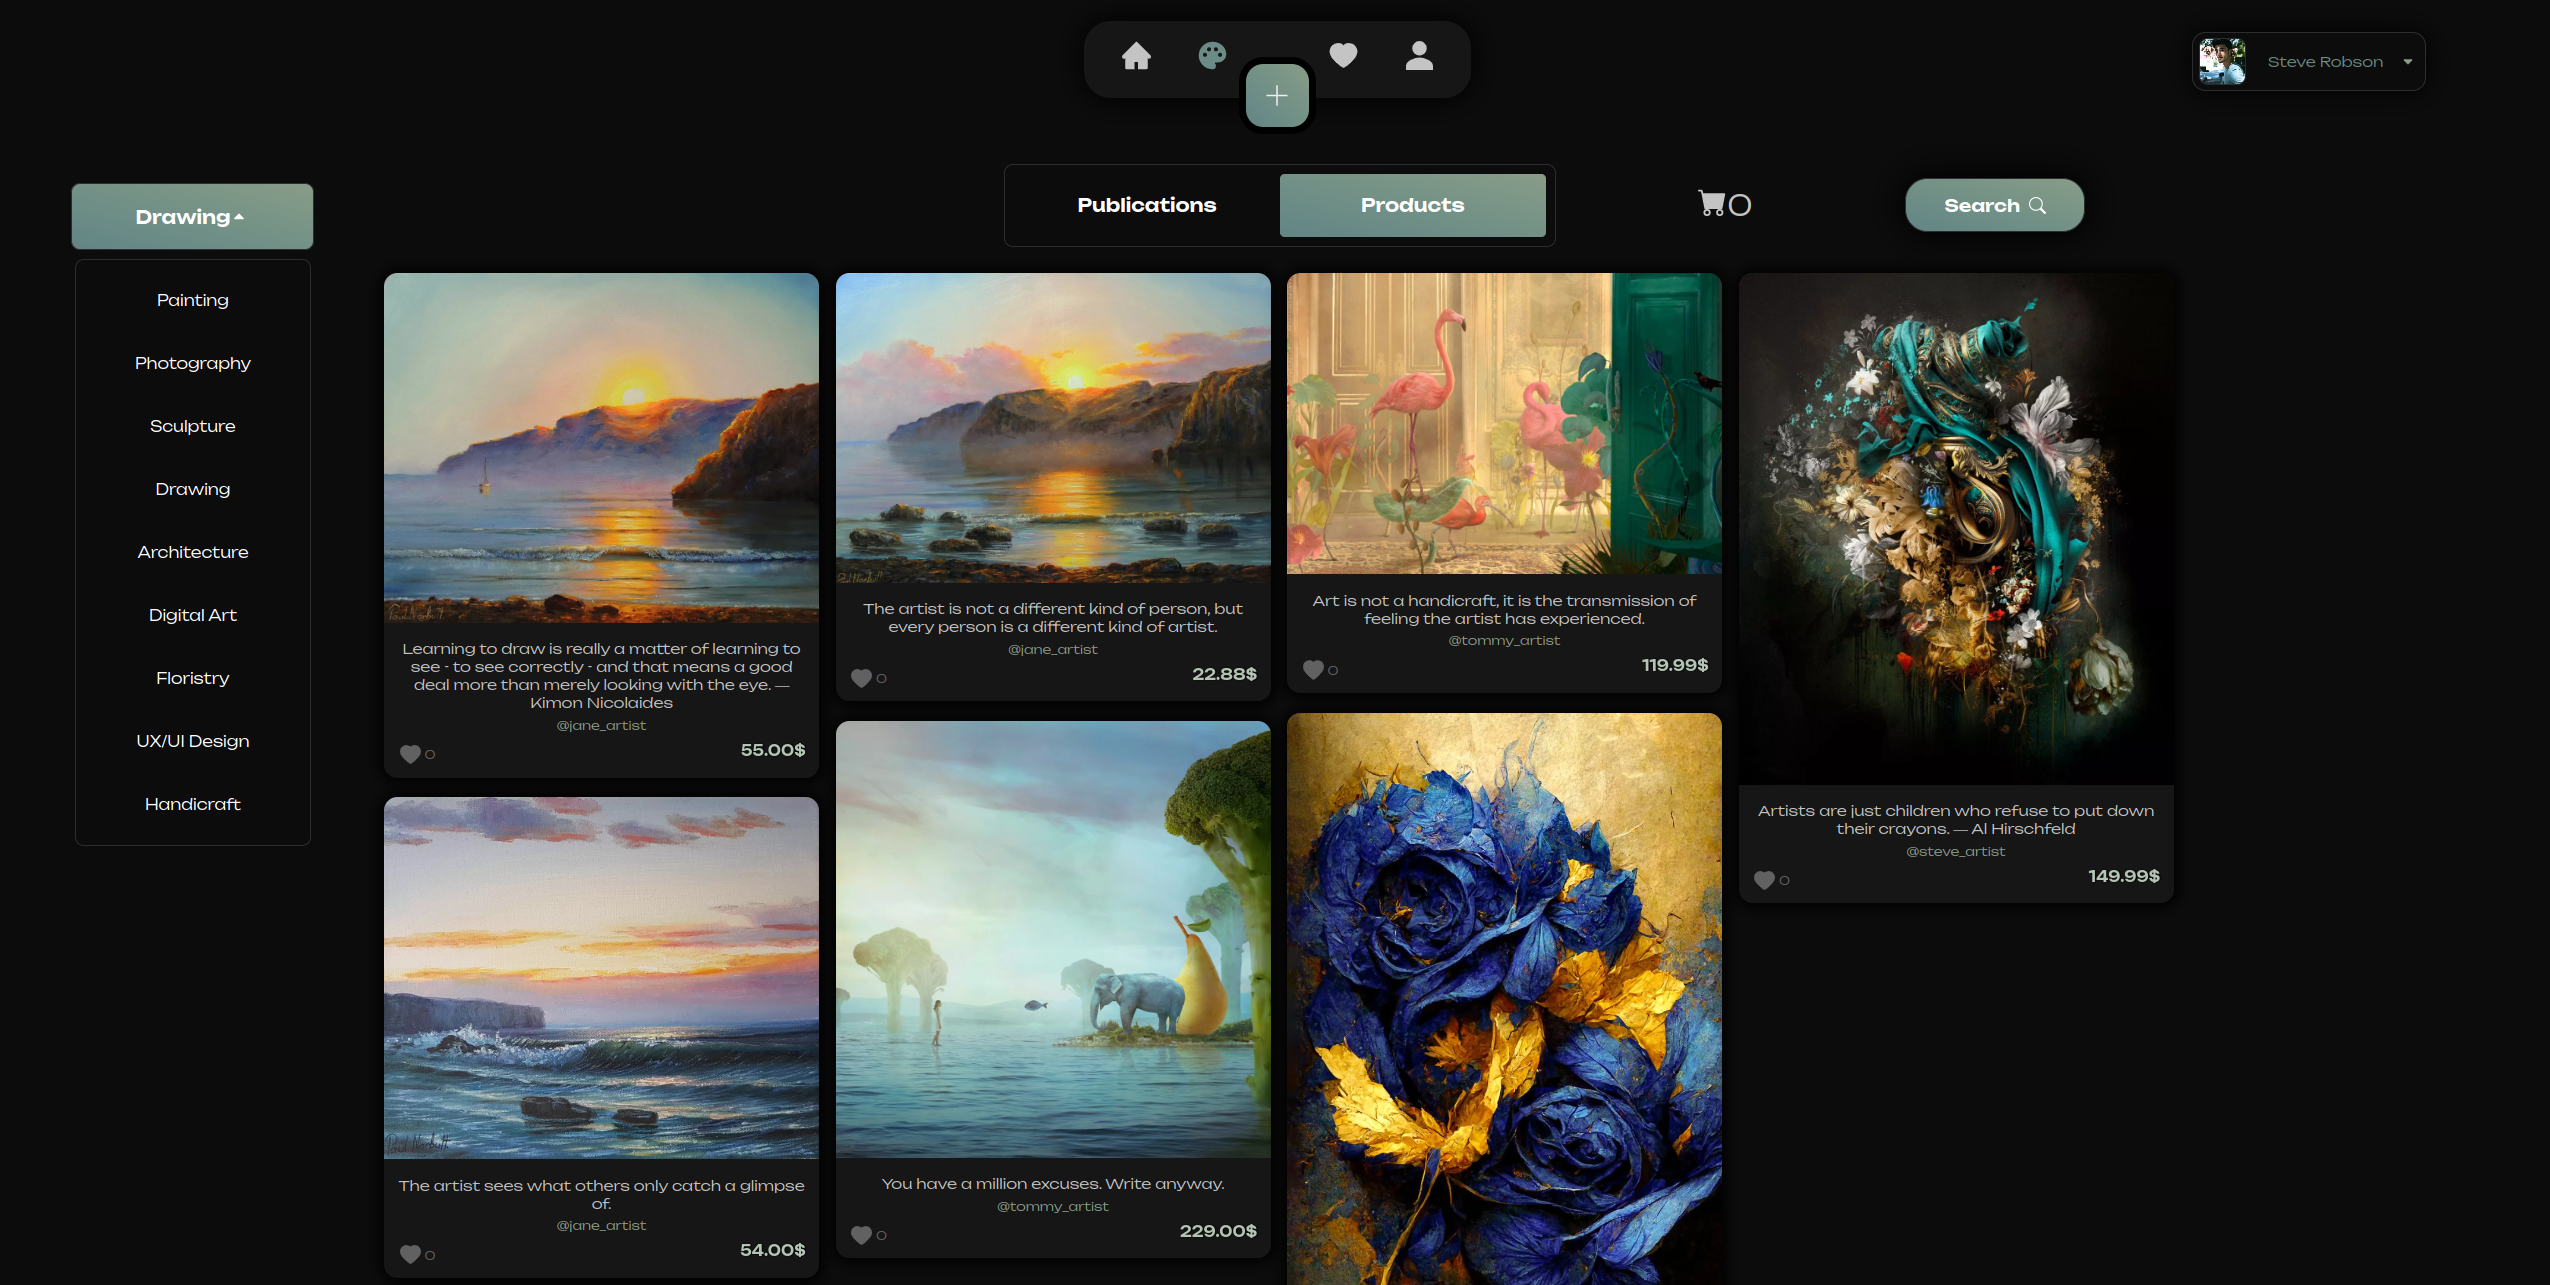 Steve Robson
Drawing
Publications
Products
0
Search
Painting
Photography
Sculpture
Drawing
Architecture
Digital Art
Floristry
UX/UI Design
Handicraft
Learning to draw is really a matter of learning to
see - to see correctly - and that means a good
deal more than merely looking with the eye. —
Kimon Nicolaides
@jane_artist
0
55.00$
The artist sees what others only catch a glimpse
of.
@jane_artist
0
54.00$
The artist is not a different kind of person, but
every person is a different kind of artist.
@jane_artist
0
22.88$
You have a million excuses. Write anyway.
@tommy_artist
0
229.00$
Art is not a handicraft, it is the transmission of
feeling the artist has experienced.
@tommy_artist
0
119.99$
Artists are just children who refuse to put down
their crayons. — Al Hirschfeld
@steve_artist
0
149.99$